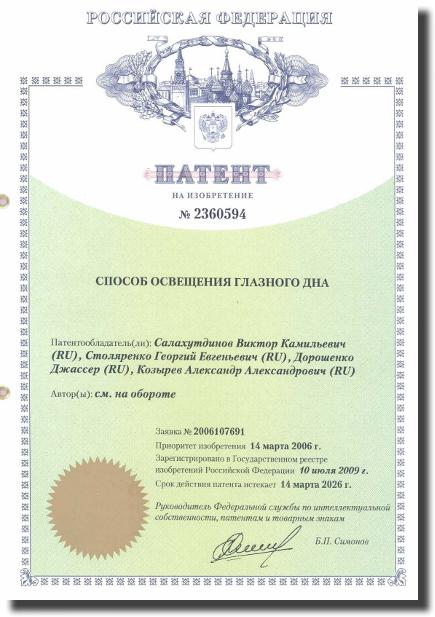 РОССИЙСКАЯ ФЕДЕРАЦИЯ
ПАТЕНТ
НА ИЗОБРЕТЕНИЕ
№ 2360594
СПОСОБ ОСВЕЩЕНИЯ ГЛАЗНОГО ДНА
Патентообладатель(ли): Салахутдинов Виктор Камильевич
(RU), Столяренко Георгий Евгеньевич (RU), Дорошенко
Джассер (RU), Козырев Александр Александрович (RU)
Автор(ы): см. на обороте
Заявка № 2006107691
Приоритет изобретения 14 марта 2006 г.
Зарегистрировано в Государственном реестре
изобретений Российской Федерации 10 июля 2009 г.
Срок действия патента истекает 14 марта 2026 г.
Руководитель Федеральной службы по интеллектуальной
собственности, патентам и товарным знакам
Б.П. Симонов